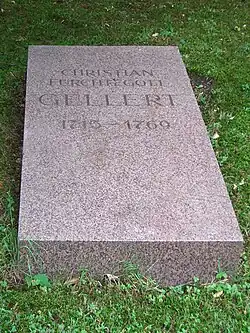 CHRISTIAN
FÜRCHTEGOTT
GELLERT
1715–1769